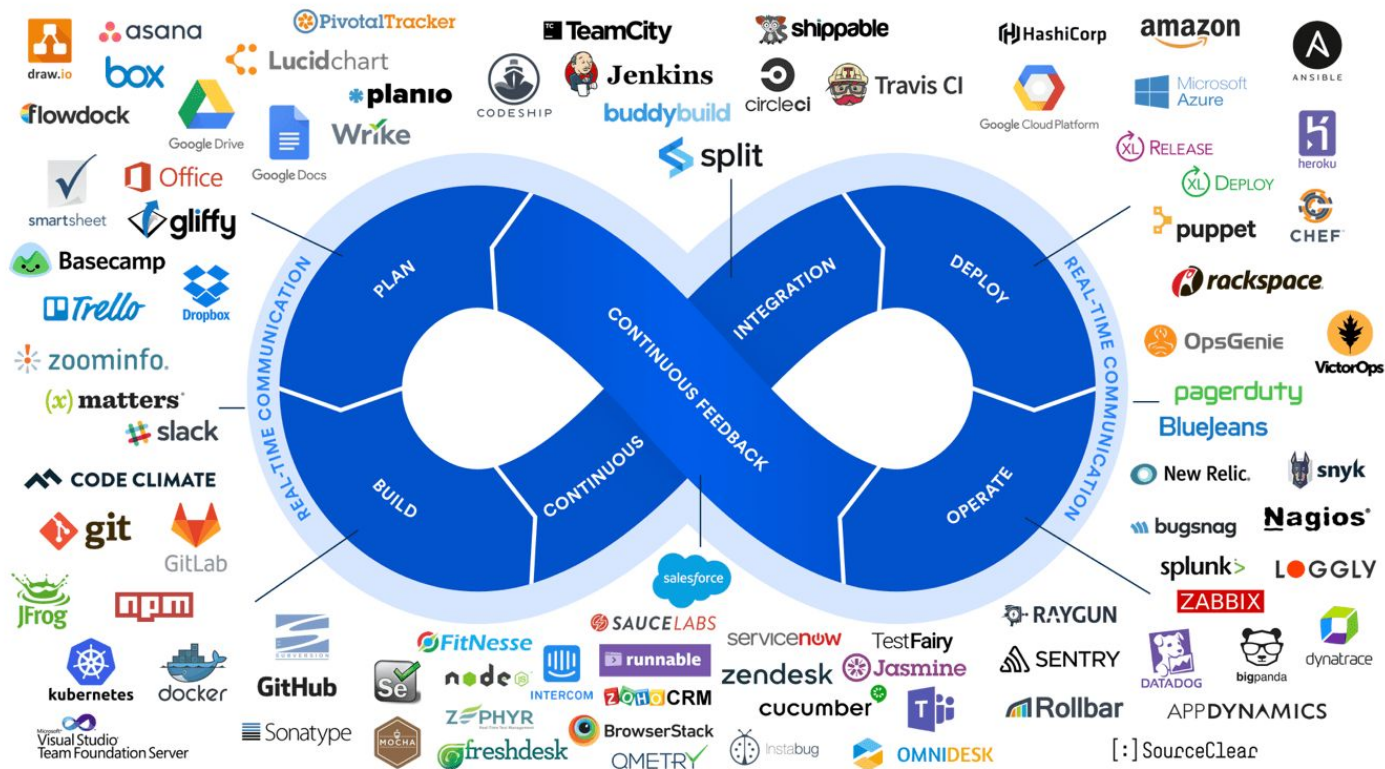 draw.io
asana
PivotalTracker
box
Lucidchart
flowdock
Google Drive
planio
Google Docs
Wrike
smartsheet
Office
gliffy
Basecamp
Trello
Dropbox
zoominfo.
(x) matters
slack
TC
TeamCity
shippable
CODESHIP
Jenkins
circleci
Travis CI
buddybuild
split
HashiCorp
amazon
ANSIBLE
Google Cloud Platform
Microsoft
Azure
XL RELEASE
heroku
XL DEPLOY
puppet
CHEF
rackspace.
OpsGenie
VictorOps
pagerduty
BlueJeans
REAL-TIME COMMUNICATION
PLAN
BUILD
CONTINUOUS
INTEGRATION
CONTINUOUS FEEDBACK
DEPLOY
OPERATE
REAL-TIME COMMUNICATION
CODE CLIMATE
git
GitLab
JFrog
npm
kubernetes
docker
SUBVERSION
GitHub
Microsoft
Visual Studio
Team Foundation Server
Sonatype
salesforce
FitNesse
SAUCELABS
servicenow
TestFairy
Se
node
JS
INTERCOM
runnable
zendesk
Jasmine
ZOHO CRM
cucumber
T
MOCHA
ZEPHYR
freshdesk
BrowserStack
QMETRY
Instabug
OMNIDESK
New Relic.
snyk
bugsnag
Nagios®
splunk>
LOGGLY
ZABBIX
RAYGUN
SENTRY
DATADOG
bigpanda
dynatrace
Rollbar
APPDYNAMICS
[:]SourceClear